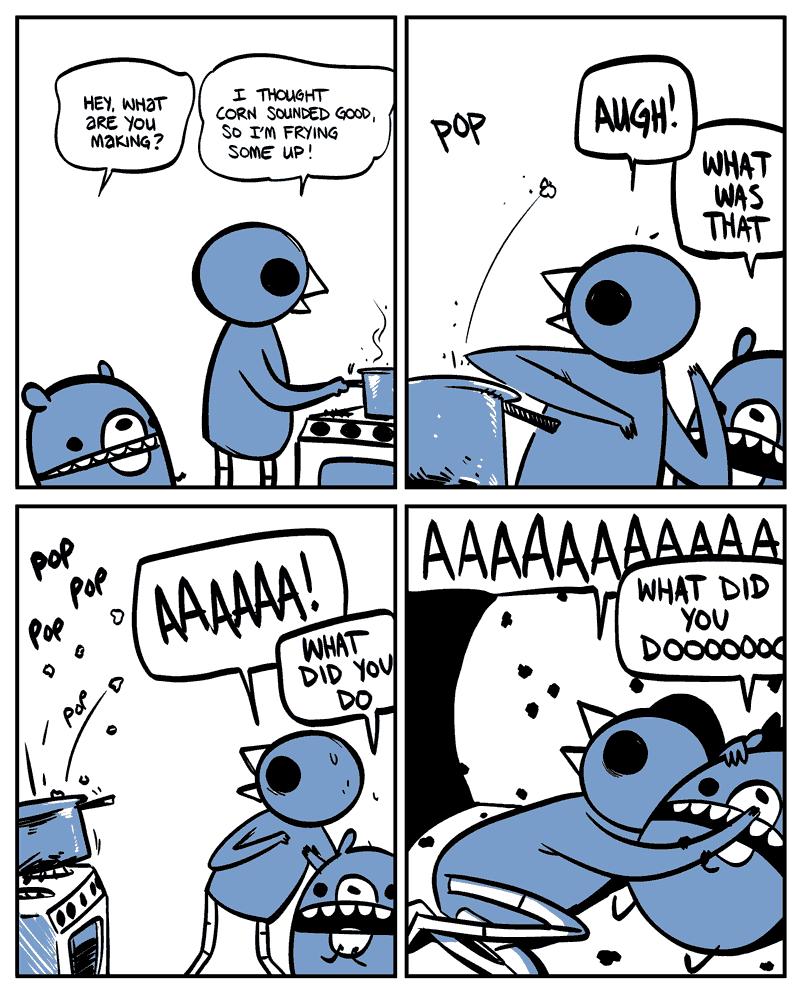 HEY, WHAT
ARE YOU
MAKING?
I THOUGHT
CORN SOUNDED GOOD,
SO I'M FRYING
SOME UP!
POP
AUGH!
WHAT
WAS
THAT
POP
POP
POP
POP
AAAAAA!
WHAT
DID YOU
DO
AAAAAAAAAAA
WHAT DID
YOU
DOOOOOOO